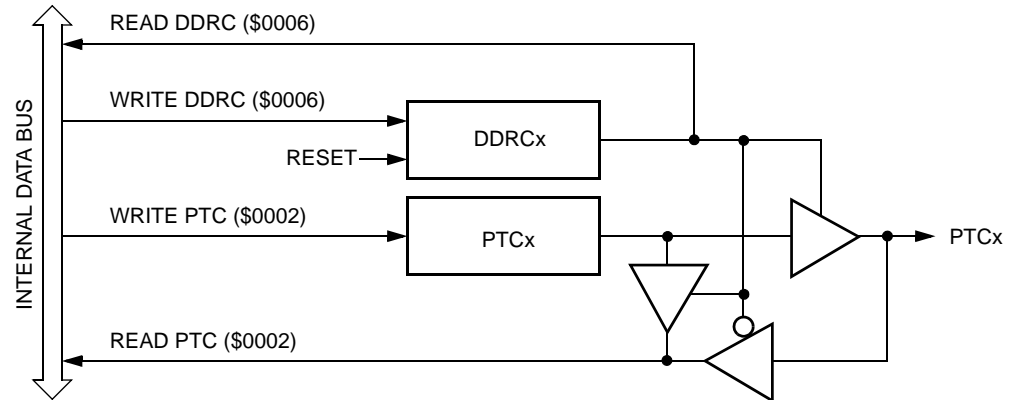 READ DDRC ($0006)
WRITE DDRC ($0006)
DDRCx
RESET
WRITE PTC ($0002)
PTCx
PTCx
READ PTC ($0002)
INTERNAL DATA BUS